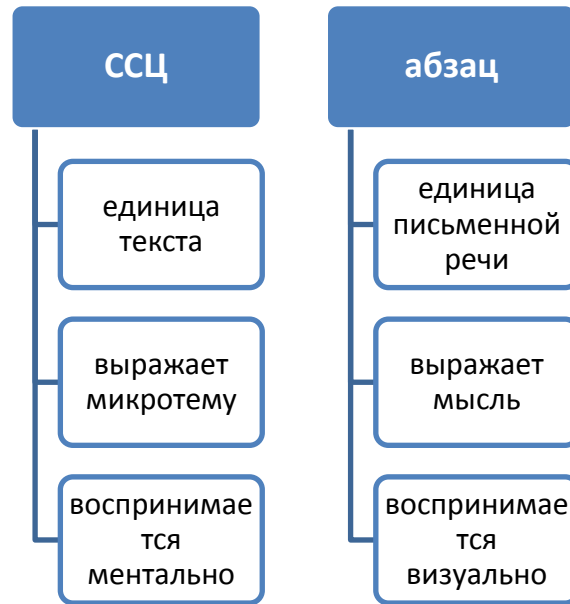 ССЦ
единица
текста
выражает
микротему
воспринимае
тся
ментально
абзац
единица
письменной
речи
выражает
мысль
воспринимае
тся
визуально